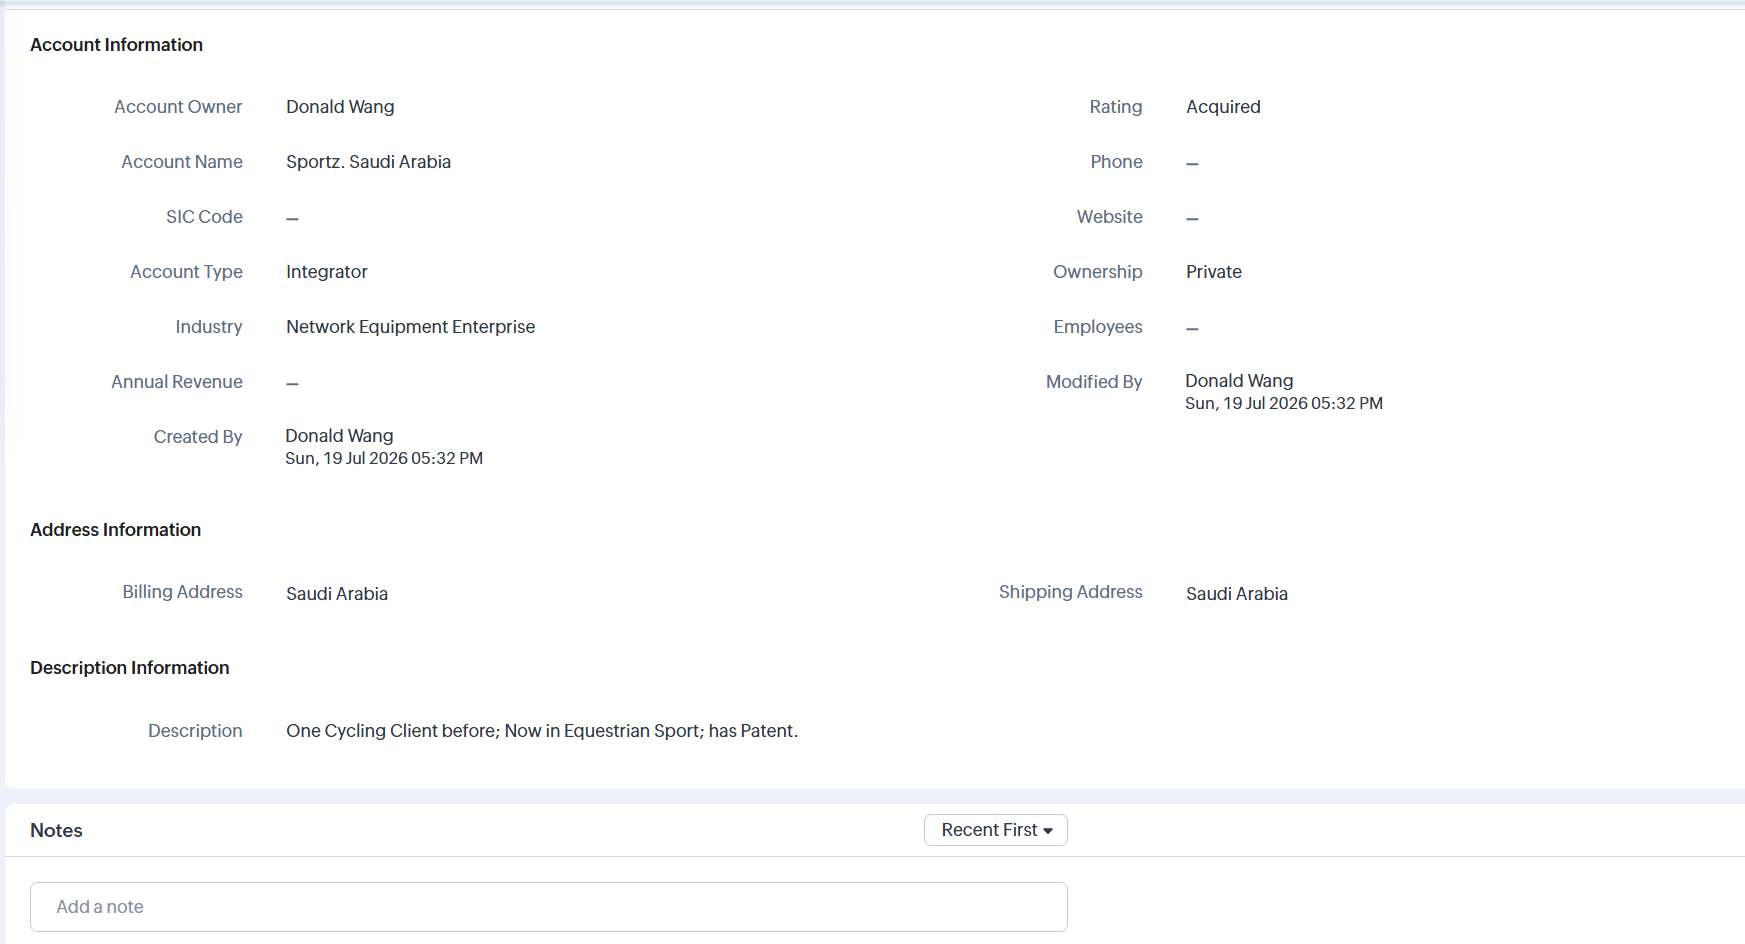 Account Information
Account Owner Donald Wang Rating Acquired
Account Name Sportz. Saudi Arabia Phone —
SIC Code — Website —
Account Type Integrator Ownership Private
Industry Network Equipment Enterprise Employees —
Annual Revenue — Modified By Donald Wang
Sun, 19 Jul 2026 05:32 PM
Created By Donald Wang
Sun, 19 Jul 2026 05:32 PM
Address Information
Billing Address Saudi Arabia Shipping Address Saudi Arabia
Description Information
Description One Cycling Client before; Now in Equestrian Sport; has Patent.
Notes Recent First
Add a note